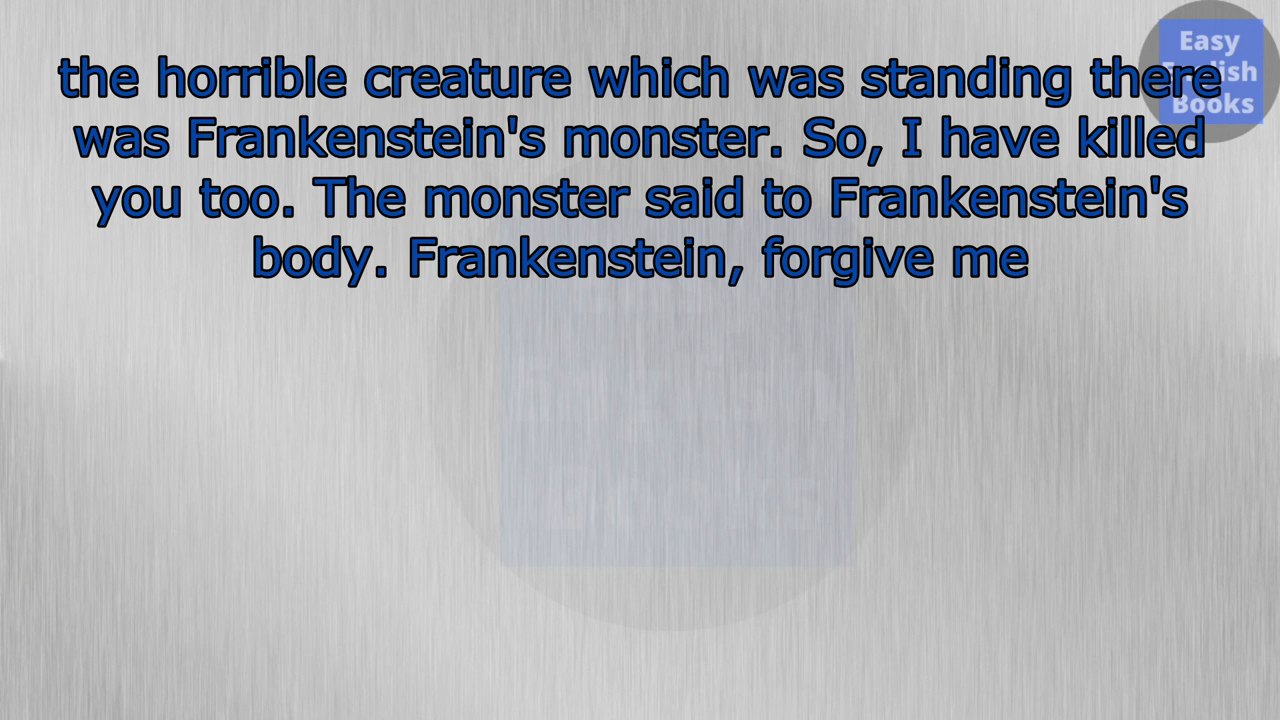 the horrible creature which was standing there
was Frankenstein's monster. So, I have killed
you too. The monster said to Frankenstein's
body. Frankenstein, forgive me
Easy
English
Books